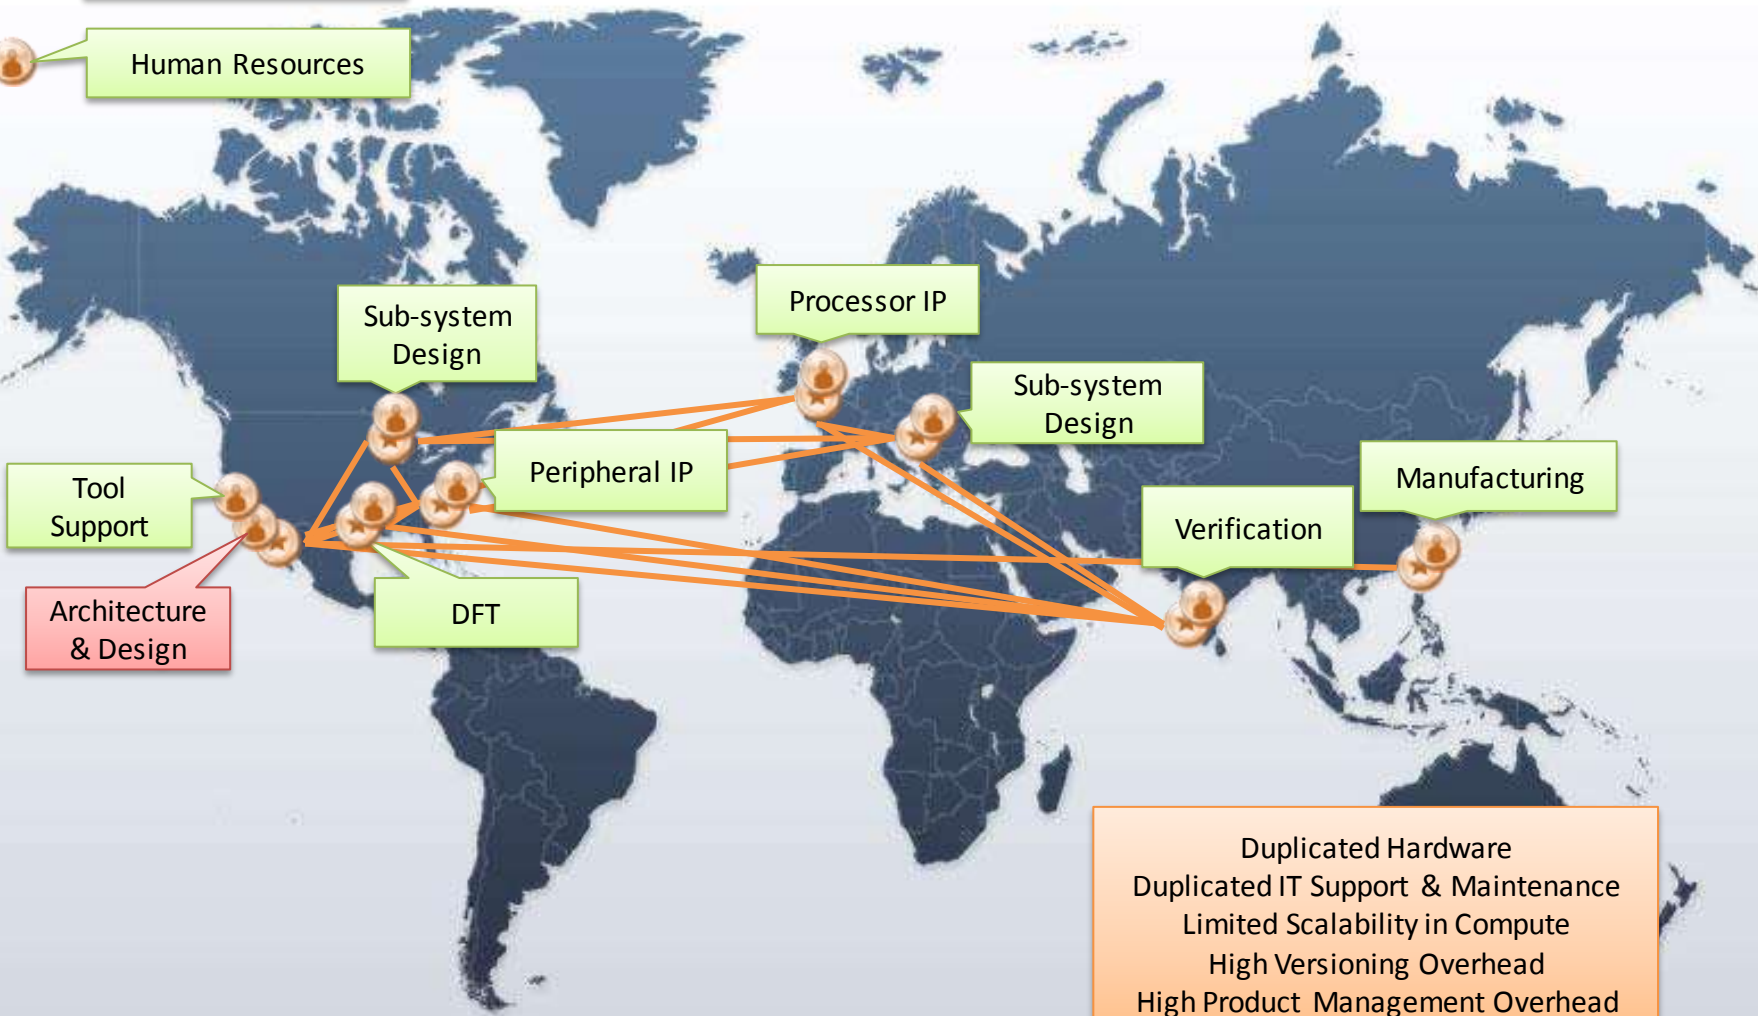 Human Resources
Sub-system
Design
Processor IP
Sub-system
Design
Tool
Support
Peripheral IP
Manufacturing
Verification
Architecture
& Design
DFT
Duplicated Hardware
Duplicated IT Support & Maintenance
Limited Scalability in Compute
High Versioning Overhead
High Product Management Overhead